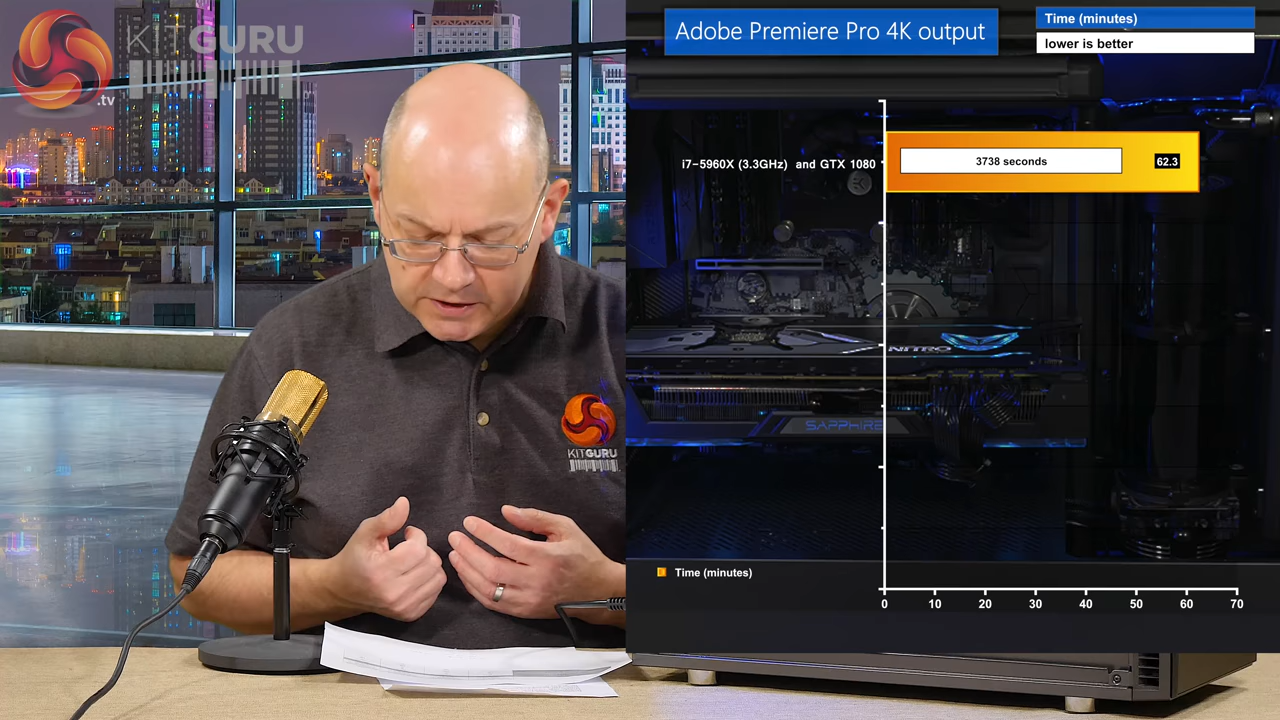 KITGURU
.tv
Adobe Premiere Pro 4K output
Time (minutes)
lower is better
i7-5960X (3.3GHz) and GTX 1080
3738 seconds
62.3
NITRO
SAPPHIRE
KITGURU
Time (minutes)
0 10 20 30 40 50 60 70